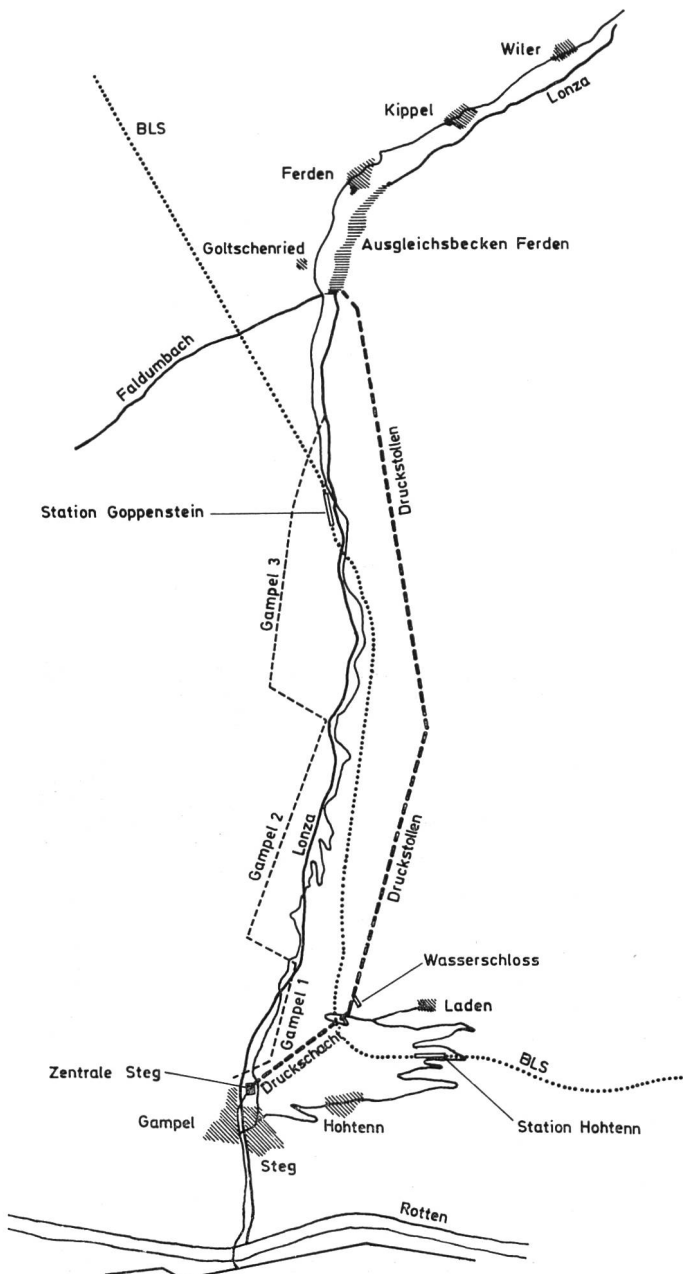 Wiler
Lonza
Kippel
BLS
Ferden
Goltschenried
Ausgleichsbecken Ferden
Faldumbach
Druckstollen
Station Goppenstein
Gampel 3
Gampel 2
Lonza
Druckstollen
Wasserschloss
Gampel 1
Laden
Druckschacht
Zentrale Steg
BLS
Gampel
Hohtenn
Station Hohtenn
Steg
Rotten